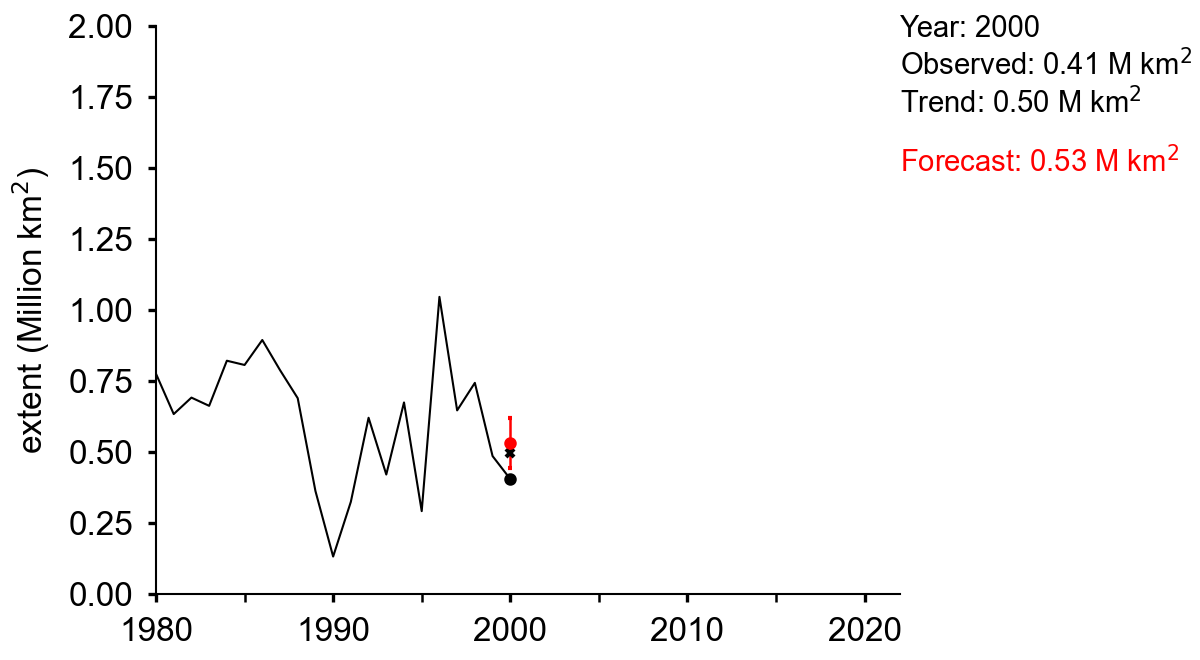 2.00
1.75
1.50
1.25
1.00
0.75
0.50
0.25
0.00
extent (Million km²)
1980 1990 2000 2010 2020
Year: 2000
Observed: 0.41 M km²
Trend: 0.50 M km²
Forecast: 0.53 M km²